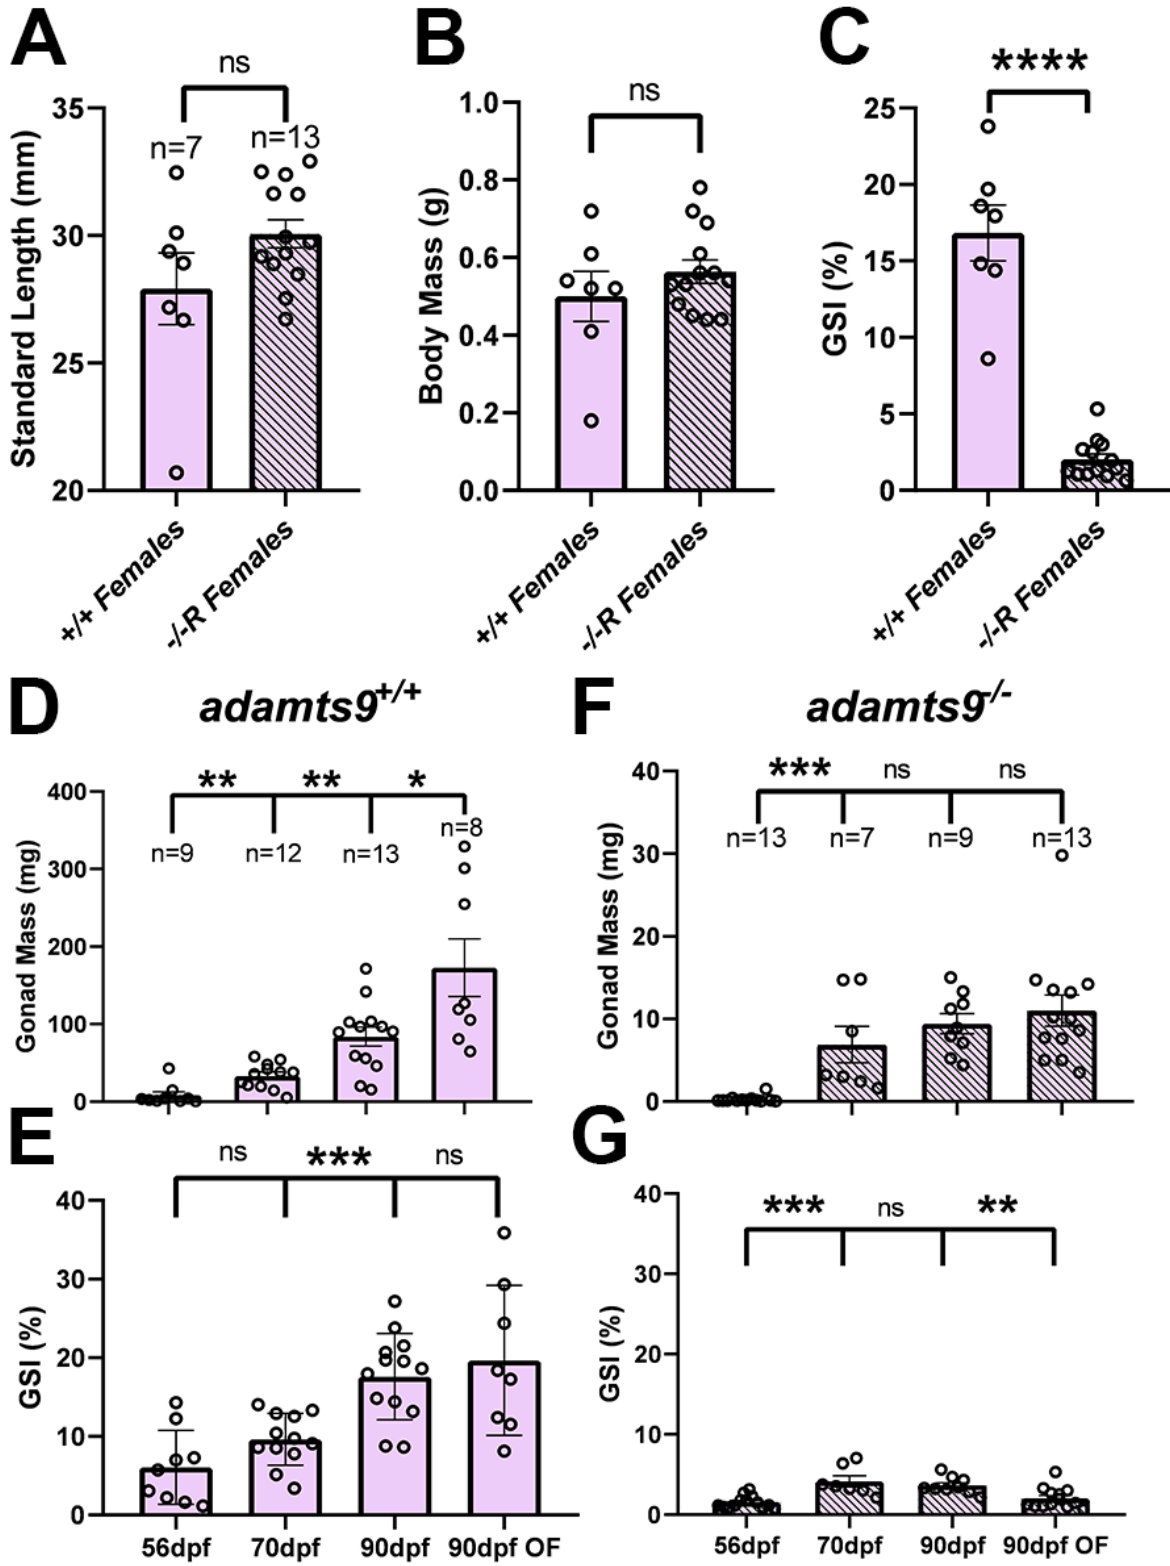 A
ns
n=7
n=13
Standard Length (mm)
35
30
25
20
+/+ Females
-/-R Females
B
ns
Body Mass (g)
1.0
0.8
0.6
0.4
0.2
0.0
+/+ Females
-/-R Females
C
****
GSI (%)
25
20
15
10
5
0
+/+ Females
-/-R Females
D
adamts9+/+
** ** *
n=9 n=12 n=13 n=8
Gonad Mass (mg)
400
300
200
100
0
E
ns *** ns
GSI (%)
40
30
20
10
0
56dpf 70dpf 90dpf 90dpf OF
F
adamts9-/-
*** ns ns
n=13 n=7 n=9 n=13
Gonad Mass (mg)
40
30
20
10
0
G
*** ns **
GSI (%)
40
30
20
10
0
56dpf 70dpf 90dpf 90dpf OF